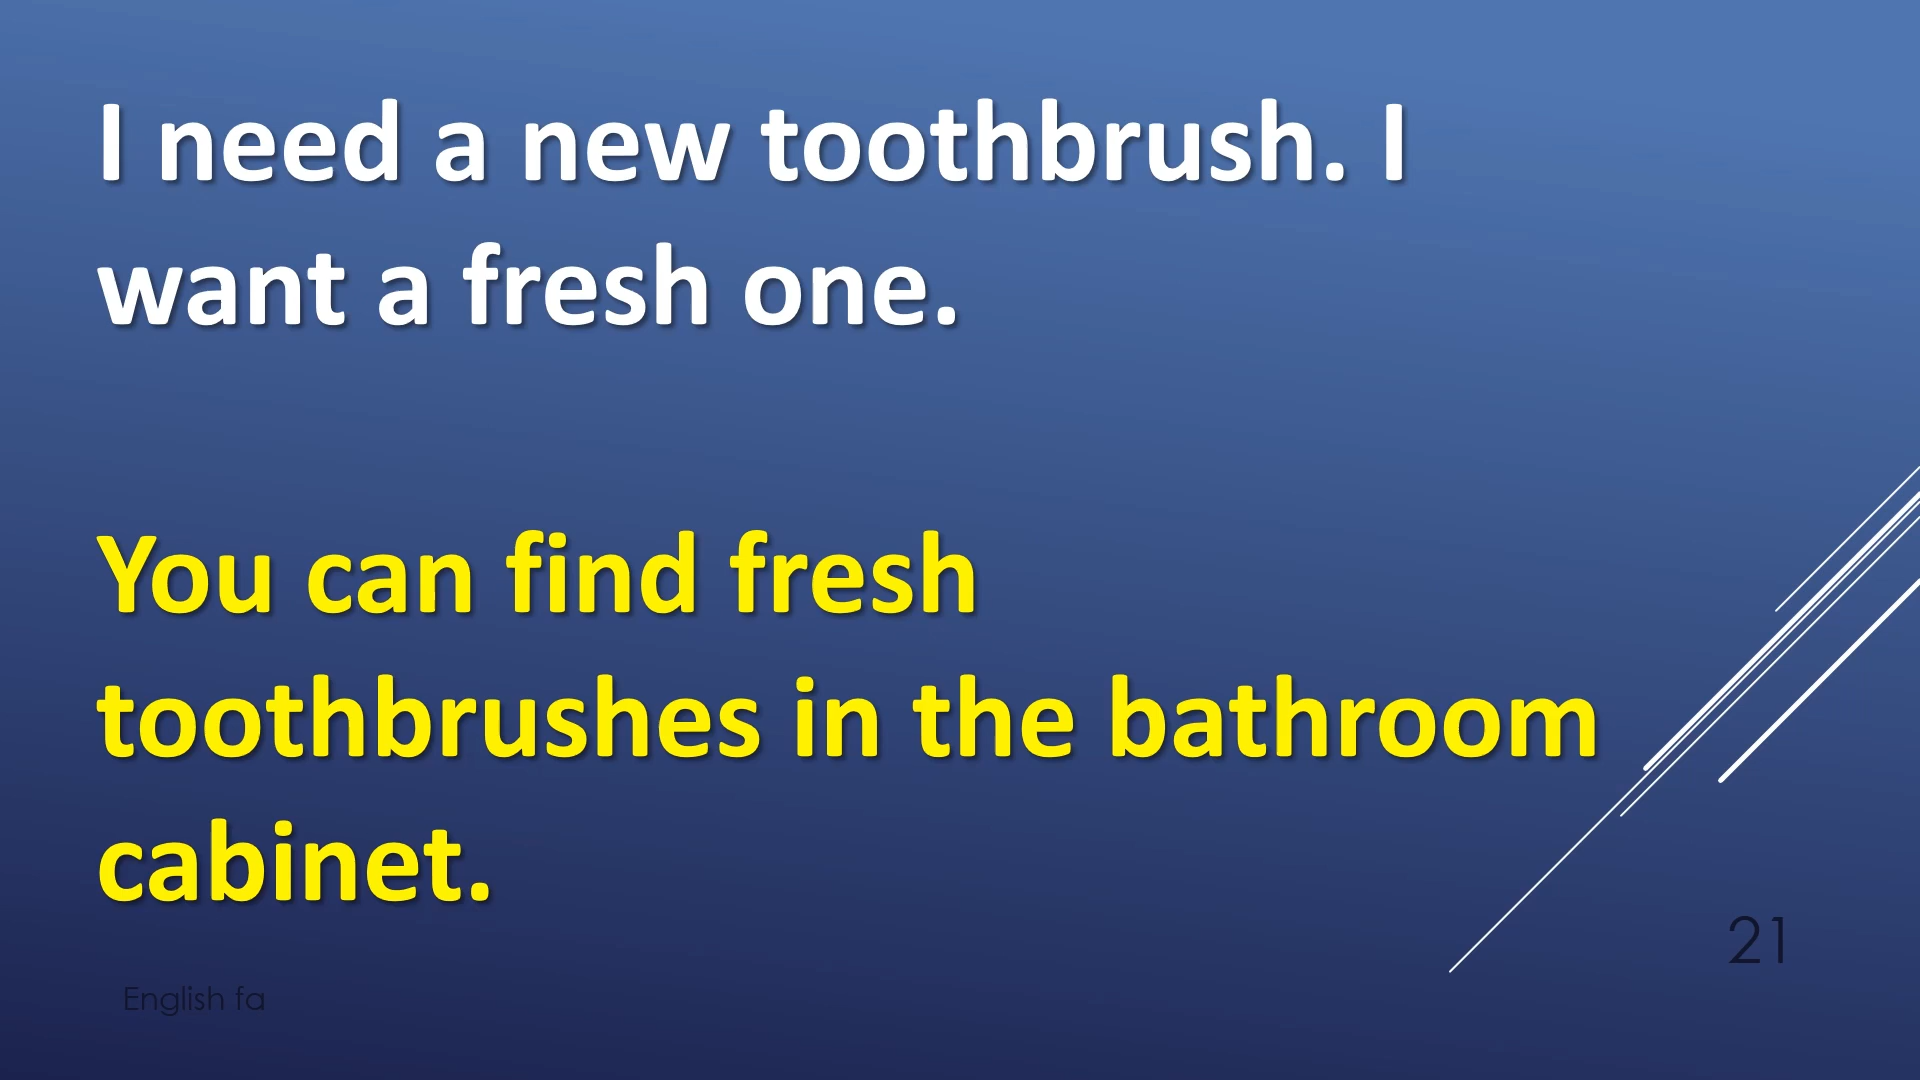 I need a new toothbrush. I
want a fresh one.
You can find fresh
toothbrushes in the bathroom
cabinet.
21
English fa